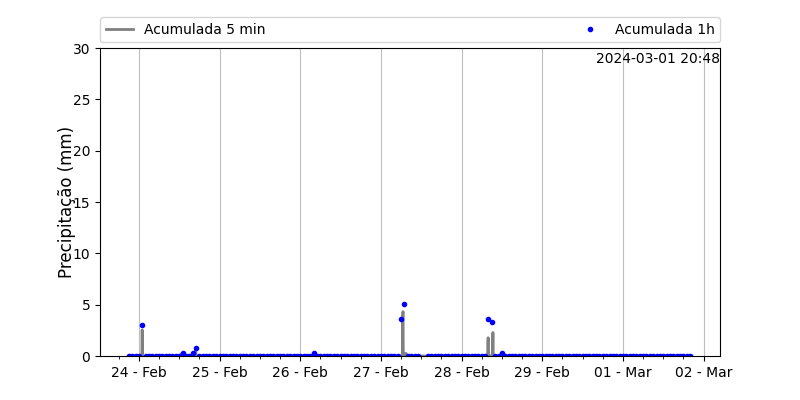 Acumulada 5 min
Acumulada 1h
2024-03-01 20:48
Precipitação (mm)
30
25
20
15
10
5
0
24 - Feb
25 - Feb
26 - Feb
27 - Feb
28 - Feb
29 - Feb
01 - Mar
02 - Mar